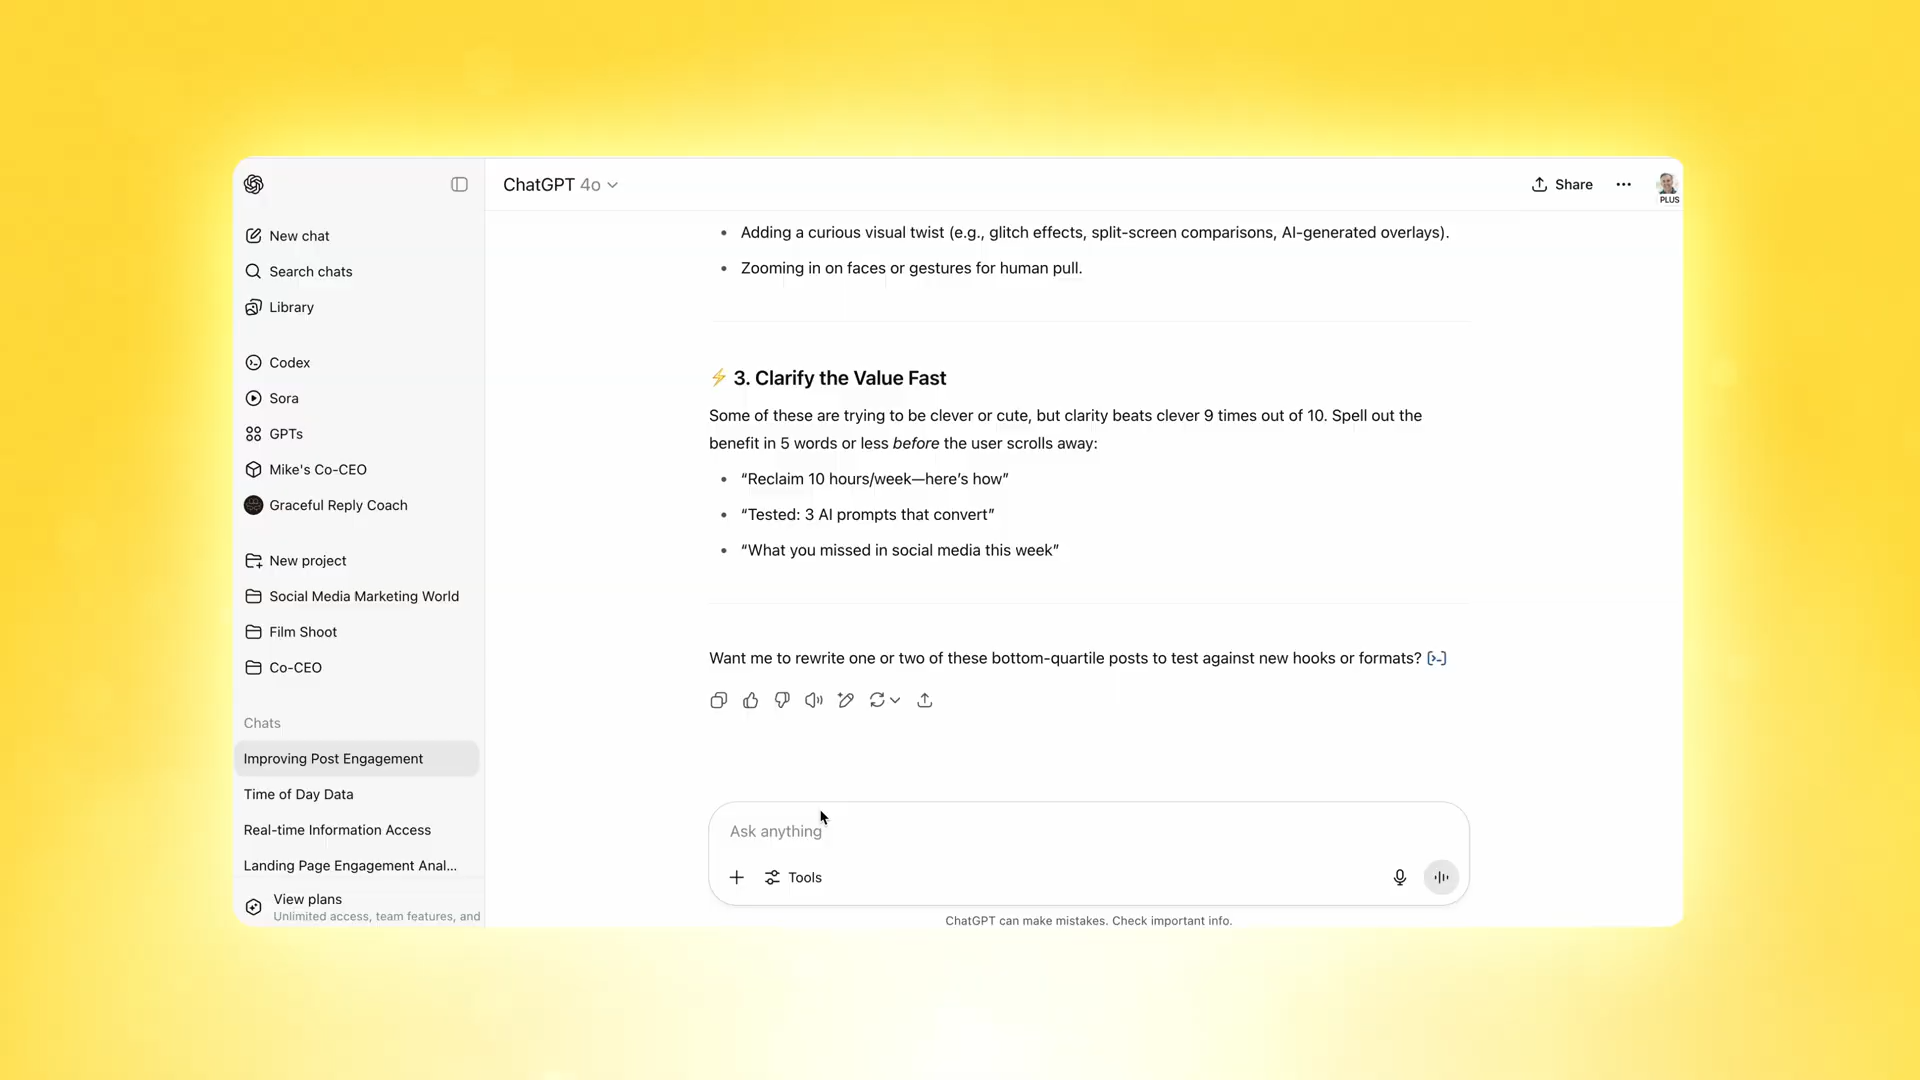 New chat
Search chats
Library
Codex
Sora
GPTs
Mike's Co-CEO
Graceful Reply Coach
New project
Social Media Marketing World
Film Shoot
Co-CEO
Chats
Improving Post Engagement
Time of Day Data
Real-time Information Access
Landing Page Engagement Anal...
View plans
Unlimited access, team features, and
ChatGPT 4o
Share
PLUS
• Adding a curious visual twist (e.g., glitch effects, split-screen comparisons, AI-generated overlays).
• Zooming in on faces or gestures for human pull.
⚡ 3. Clarify the Value Fast
Some of these are trying to be clever or cute, but clarity beats clever 9 times out of 10. Spell out the
benefit in 5 words or less before the user scrolls away:
• “Reclaim 10 hours/week—here’s how”
• “Tested: 3 AI prompts that convert”
• “What you missed in social media this week”
Want me to rewrite one or two of these bottom-quartile posts to test against new hooks or formats? [>-]
Ask anything
Tools
ChatGPT can make mistakes. Check important info.